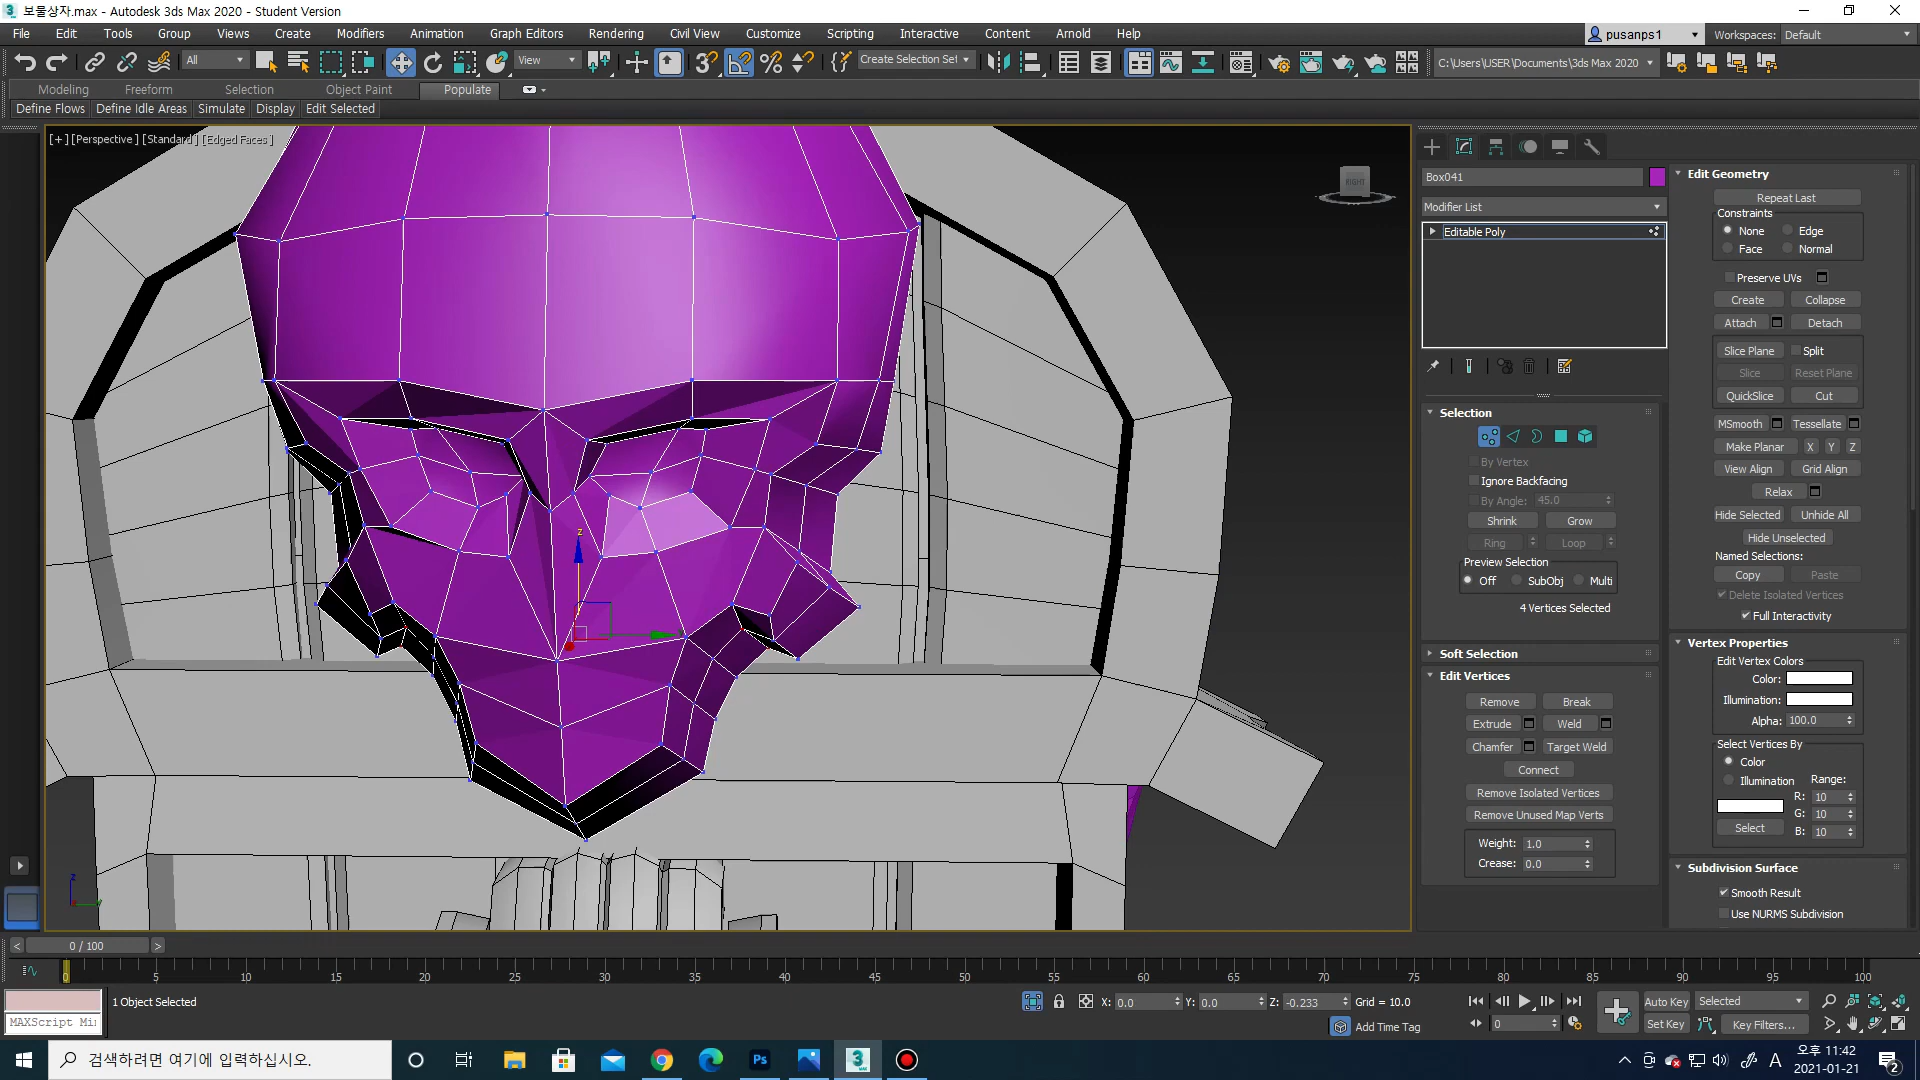 보물상자.max - Autodesk 3ds Max 2020 - Student Version
File Edit Tools Group Views Create Modifiers Animation Graph Editors Rendering Civil View Customize Scripting Interactive Content Arnold Help
pusanps1 Workspaces: Default
All View Create Selection Set C:\Users\USER\Documents\3ds Max 2020
Modeling Freeform Selection Object Paint Populate
Define Flows Define Idle Areas Simulate Display Edit Selected
[+] [Perspective] [Standard] [Edged Faces]
RIGHT
z
z
Box041
Modifier List
Editable Poly
Selection
By Vertex
Ignore Backfacing
By Angle: 45.0
Shrink Grow
Ring Loop
Preview Selection
Off SubObj Multi
4 Vertices Selected
Soft Selection
Edit Vertices
Remove Break
Extrude Weld
Chamfer Target Weld
Connect
Remove Isolated Vertices
Remove Unused Map Verts
Weight: 1.0
Crease: 0.0
Edit Geometry
Repeat Last
Constraints
None Edge
Face Normal
Preserve UVs
Create Collapse
Attach Detach
Slice Plane Split
Slice Reset Plane
QuickSlice Cut
MSmooth Tessellate
Make Planar X Y Z
View Align Grid Align
Relax
Hide Selected Unhide All
Hide Unselected
Named Selections:
Copy Paste
Delete Isolated Vertices
Full Interactivity
Vertex Properties
Edit Vertex Colors
Color:
Illumination:
Alpha: 100.0
Select Vertices By
Color
Illumination Range:
R: 10
G: 10
Select B: 10
Subdivision Surface
Smooth Result
Use NURMS Subdivision
< 0 / 100 >
0 5 10 15 20 25 30 35 40 45 50 55 60 65 70 75 80 85 90 95 100
1 Object Selected X: 0.0 Y: 0.0 Z: -0.233 Grid = 10.0 Auto Key Selected
MAXScript Mi Add Time Tag 0 Set Key Key Filters...
검색하려면 여기에 입력하십시오. Ps 3 MAX A 오후 11:42
2021-01-21 2